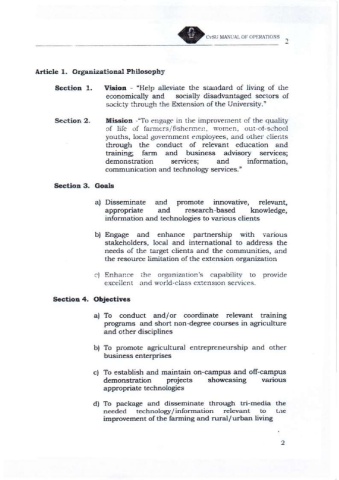 CvSU MANUAL OF OPERATIONS 2
Article 1. Organizational Philosophy
Section 1. Vision - "Help alleviate the standard of living of the
economically and socially disadvantaged sectors of
society through the Extension of the University."
Section 2. Mission -"To engage in the improvement of the quality
of life of farmers/fishermen, women, out-of-school
youths, local government employees, and other clients
through the conduct of relevant education and
training; farm and business advisory services;
demonstration services; and information,
communication and technology services."
Section 3. Goals
a) Disseminate and promote innovative, relevant,
appropriate and research-based knowledge,
information and technologies to various clients
b) Engage and enhance partnership with various
stakeholders, local and international to address the
needs of the target clients and the communities, and
the resource limitation of the extension organization
c) Enhance the organization's capability to provide
excellent and world-class extension services.
Section 4. Objectives
a) To conduct and/or coordinate relevant training
programs and short non-degree courses in agriculture
and other disciplines
b) To promote agricultural entrepreneurship and other
business enterprises
c) To establish and maintain on-campus and off-campus
demonstration projects showcasing various
appropriate technologies
d) To package and disseminate through tri-media the
needed technology/information relevant to the
improvement of the farming and rural/urban living
2